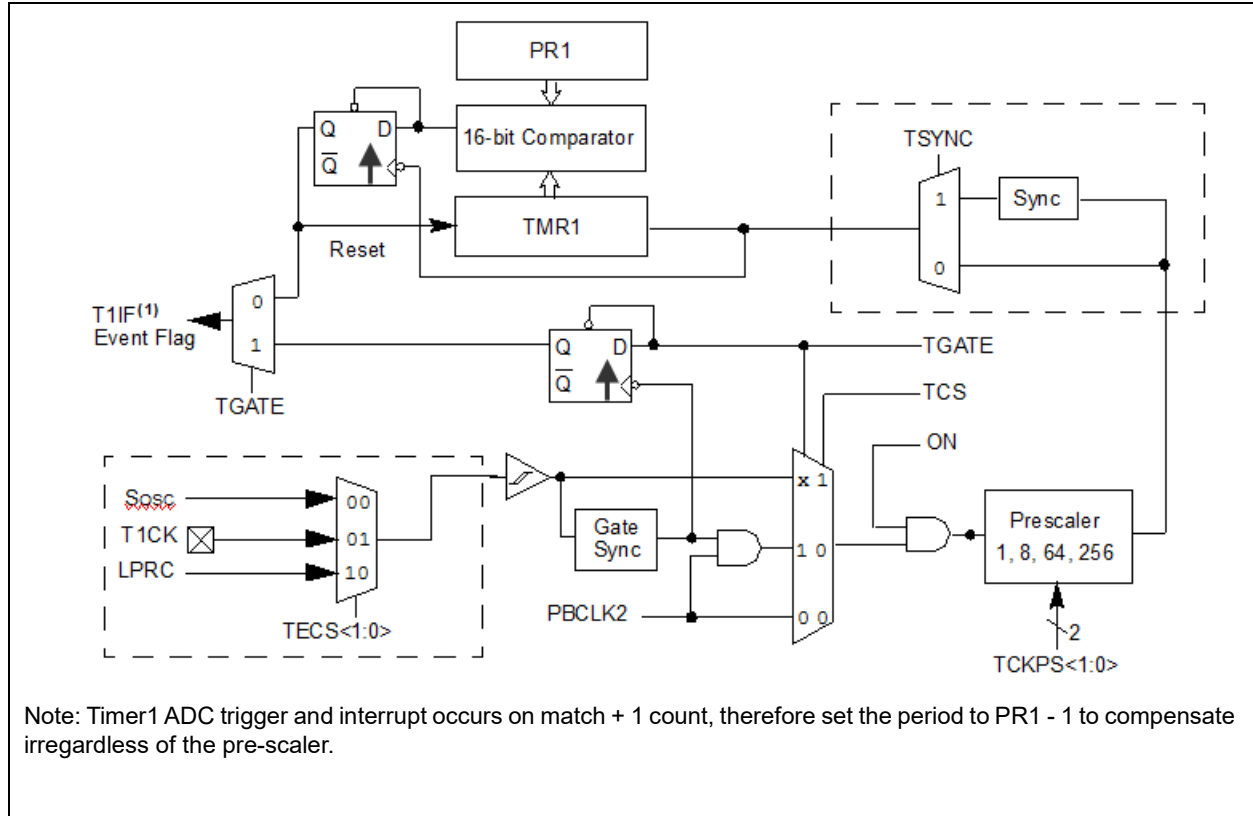 PR1
Q D
Q
16-bit Comparator
TSYNC
1
Sync
TMR1
Reset
0
0
T1IF(1)
Event Flag
1
Q D
Q
TGATE
TGATE
TCS
ON
Sosc
00
T1CK
01
LPRC
10
TECS<1:0>
Gate
Sync
x 1
1 0
0 0
PBCLK2
Prescaler
1, 8, 64, 256
2
TCKPS<1:0>
Note: Timer1 ADC trigger and interrupt occurs on match + 1 count, therefore set the period to PR1 - 1 to compensate
irregardless of the pre-scaler.